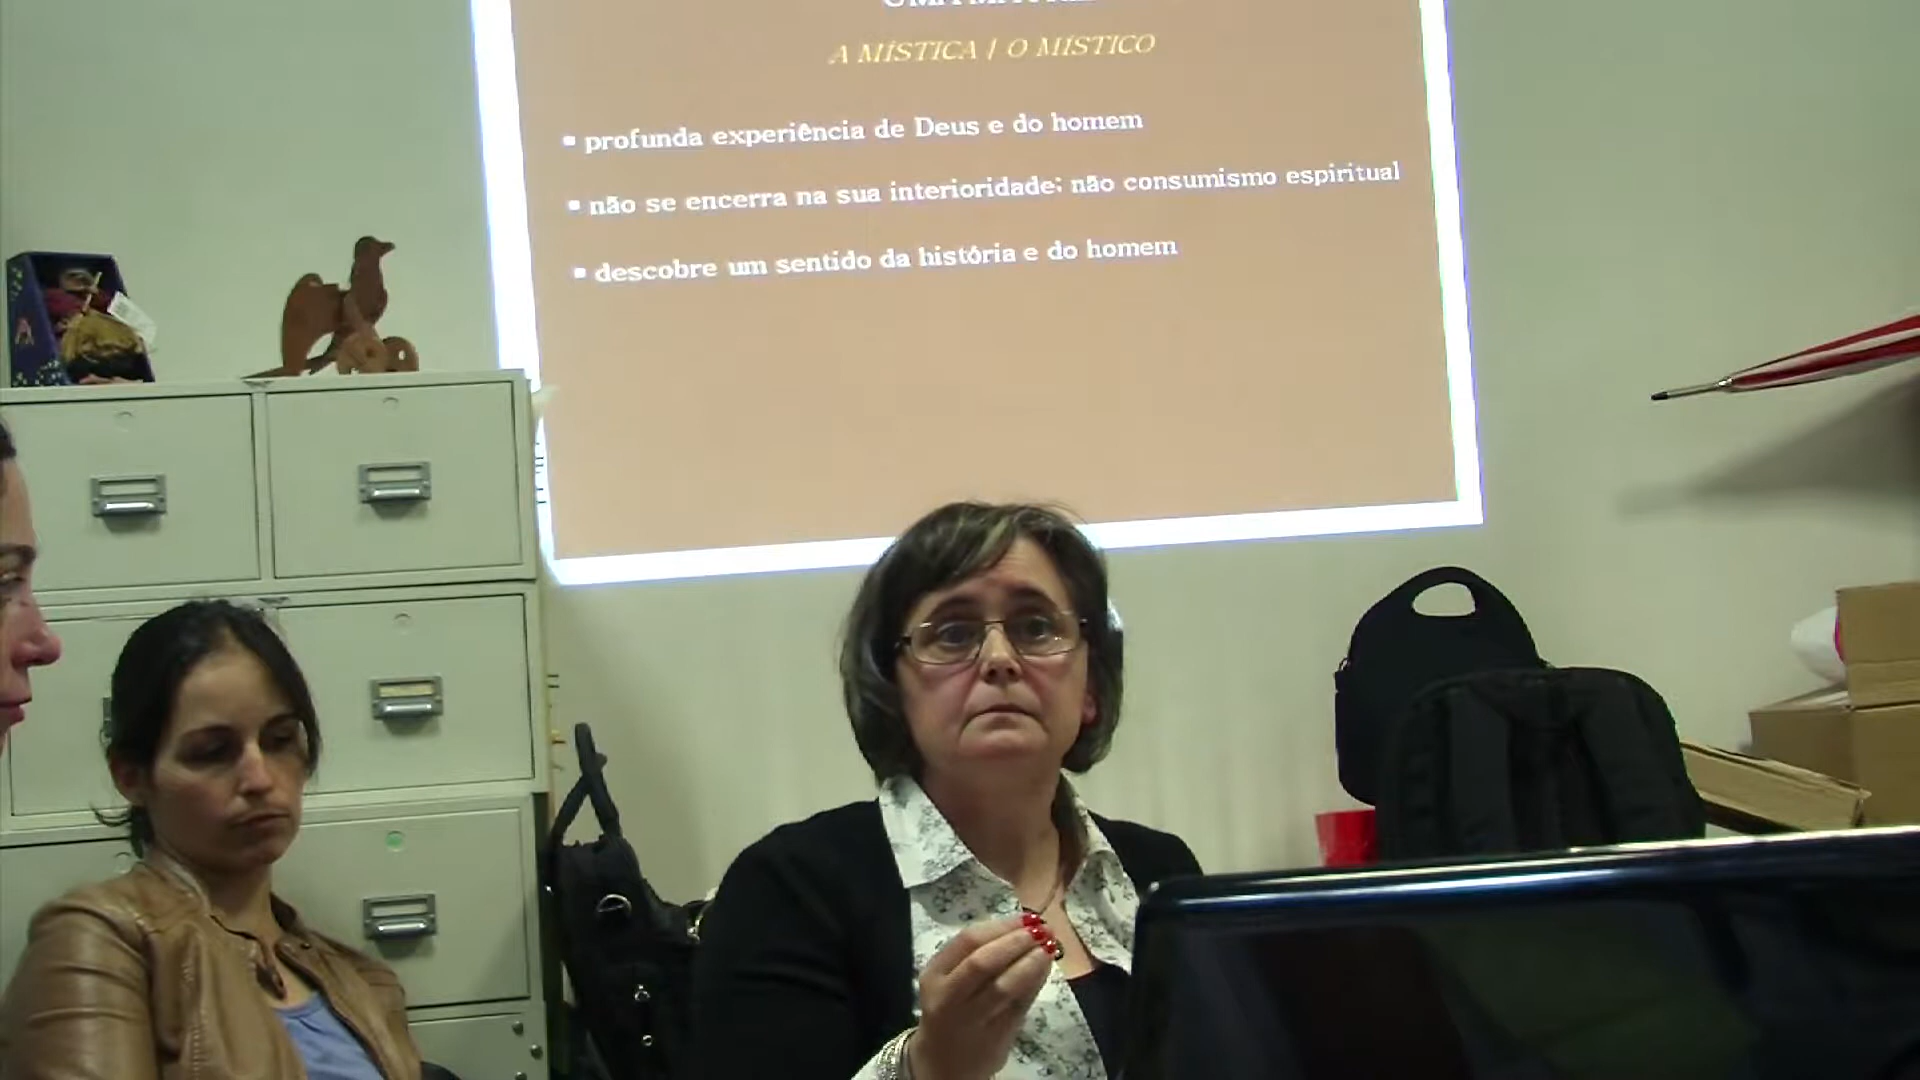 A MÍSTICA / O MÍSTICO
▪ profunda experiência de Deus e do homem
▪ não se encerra na sua interioridade; não consumismo espiritual
▪ descobre um sentido da história e do homem